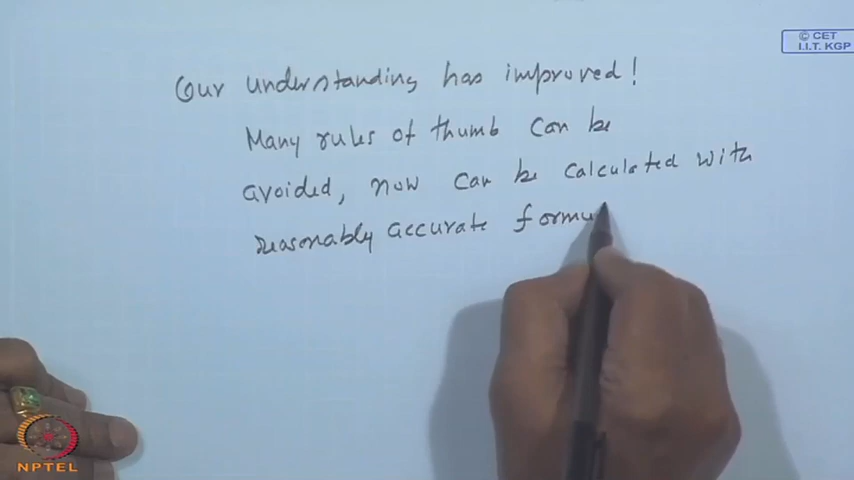 © CET
I.I.T. KGP
Our understanding has improved!
Many rules of thumb can be
avoided, now can be calculated with
reasonably accurate formu
NPTEL